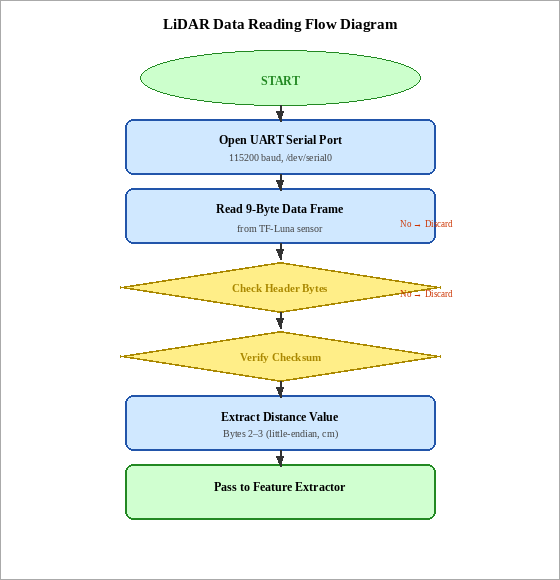 LiDAR Data Reading Flow Diagram
START
Open UART Serial Port
115200 baud, /dev/serial0
Read 9-Byte Data Frame
No → Discard
from TF-Luna sensor
Check Header Bytes
No → Discard
Verify Checksum
Extract Distance Value
Bytes 2–3 (little-endian, cm)
Pass to Feature Extractor